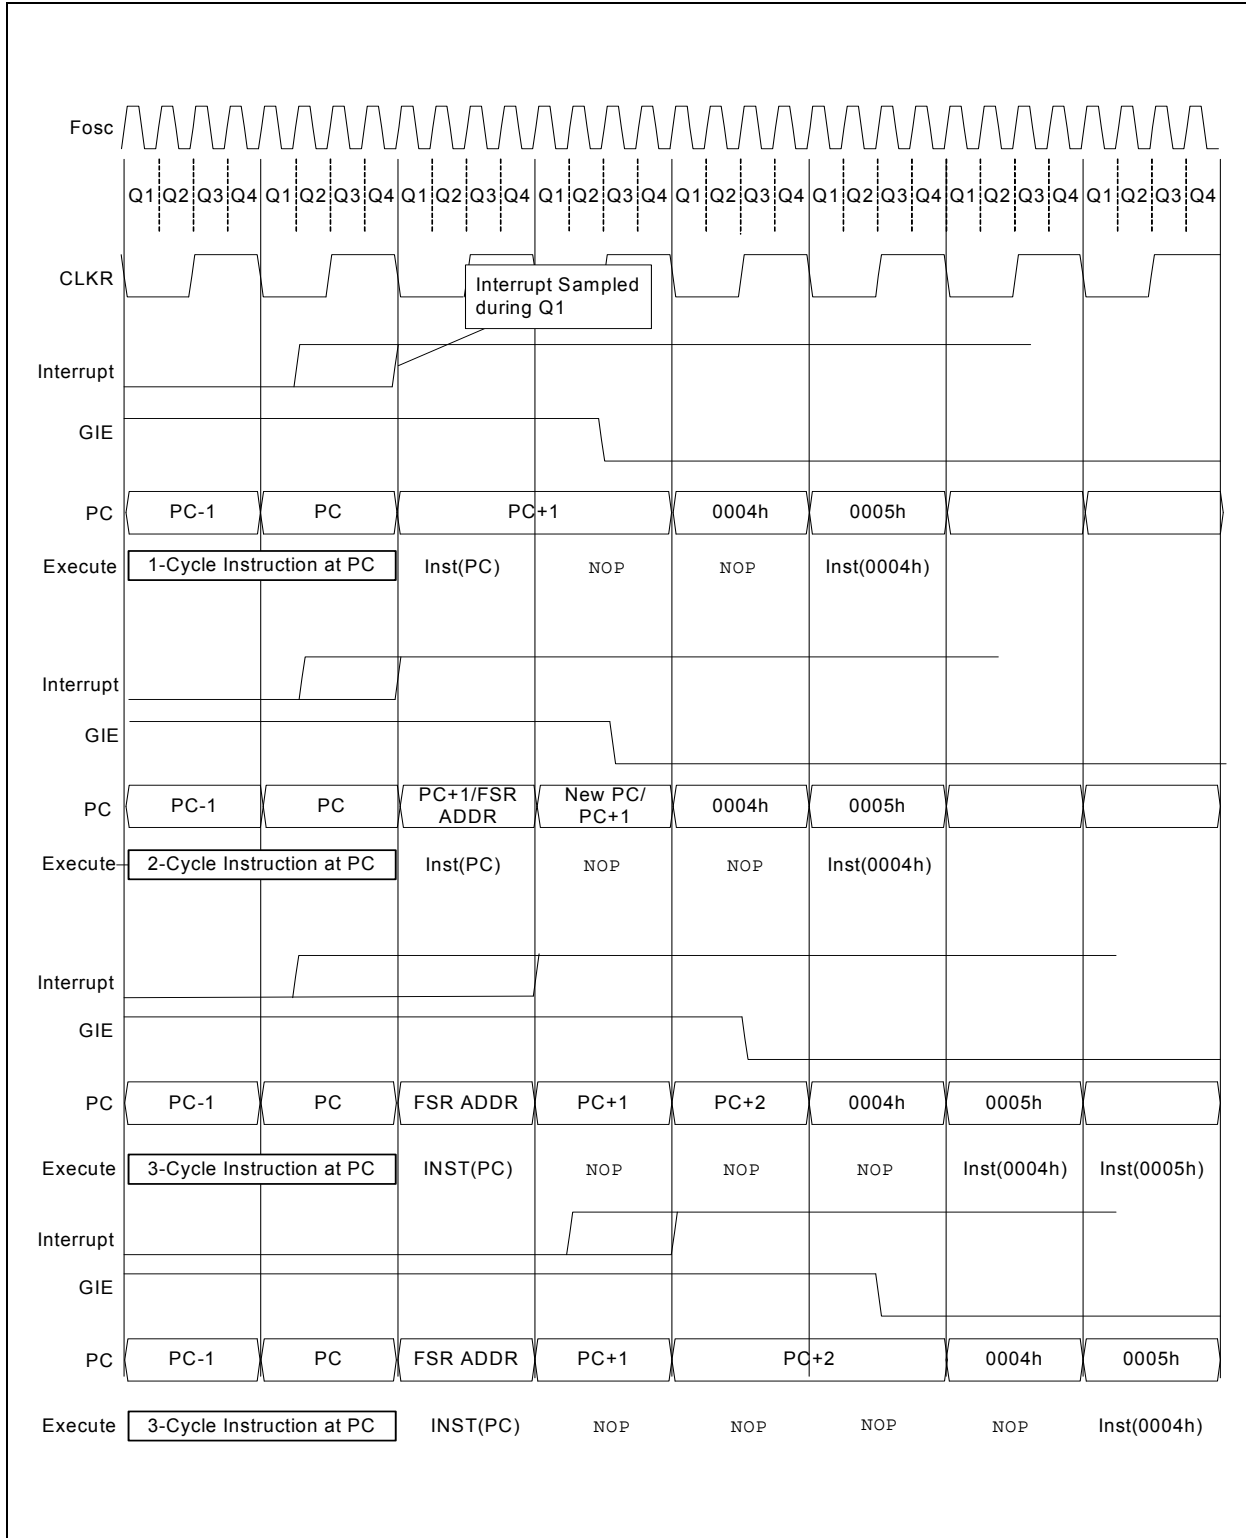 Fosc
Q1 Q2 Q3 Q4 Q1 Q2 Q3 Q4 Q1 Q2 Q3 Q4 Q1 Q2 Q3 Q4 Q1 Q2 Q3 Q4 Q1 Q2 Q3 Q4 Q1 Q2 Q3 Q4 Q1 Q2 Q3 Q4
CLKR
Interrupt Sampled
during Q1
Interrupt
GIE
PC PC-1 PC PC+1 0004h 0005h
Execute 1-Cycle Instruction at PC Inst(PC) NOP NOP Inst(0004h)
Interrupt
GIE
PC PC-1 PC PC+1/FSR ADDR New PC/ PC+1 0004h 0005h
Execute 2-Cycle Instruction at PC Inst(PC) NOP NOP Inst(0004h)
Interrupt
GIE
PC PC-1 PC FSR ADDR PC+1 PC+2 0004h 0005h
Execute 3-Cycle Instruction at PC INST(PC) NOP NOP NOP Inst(0004h) Inst(0005h)
Interrupt
GIE
PC PC-1 PC FSR ADDR PC+1 PC+2 0004h 0005h
Execute 3-Cycle Instruction at PC INST(PC) NOP NOP NOP NOP Inst(0004h)